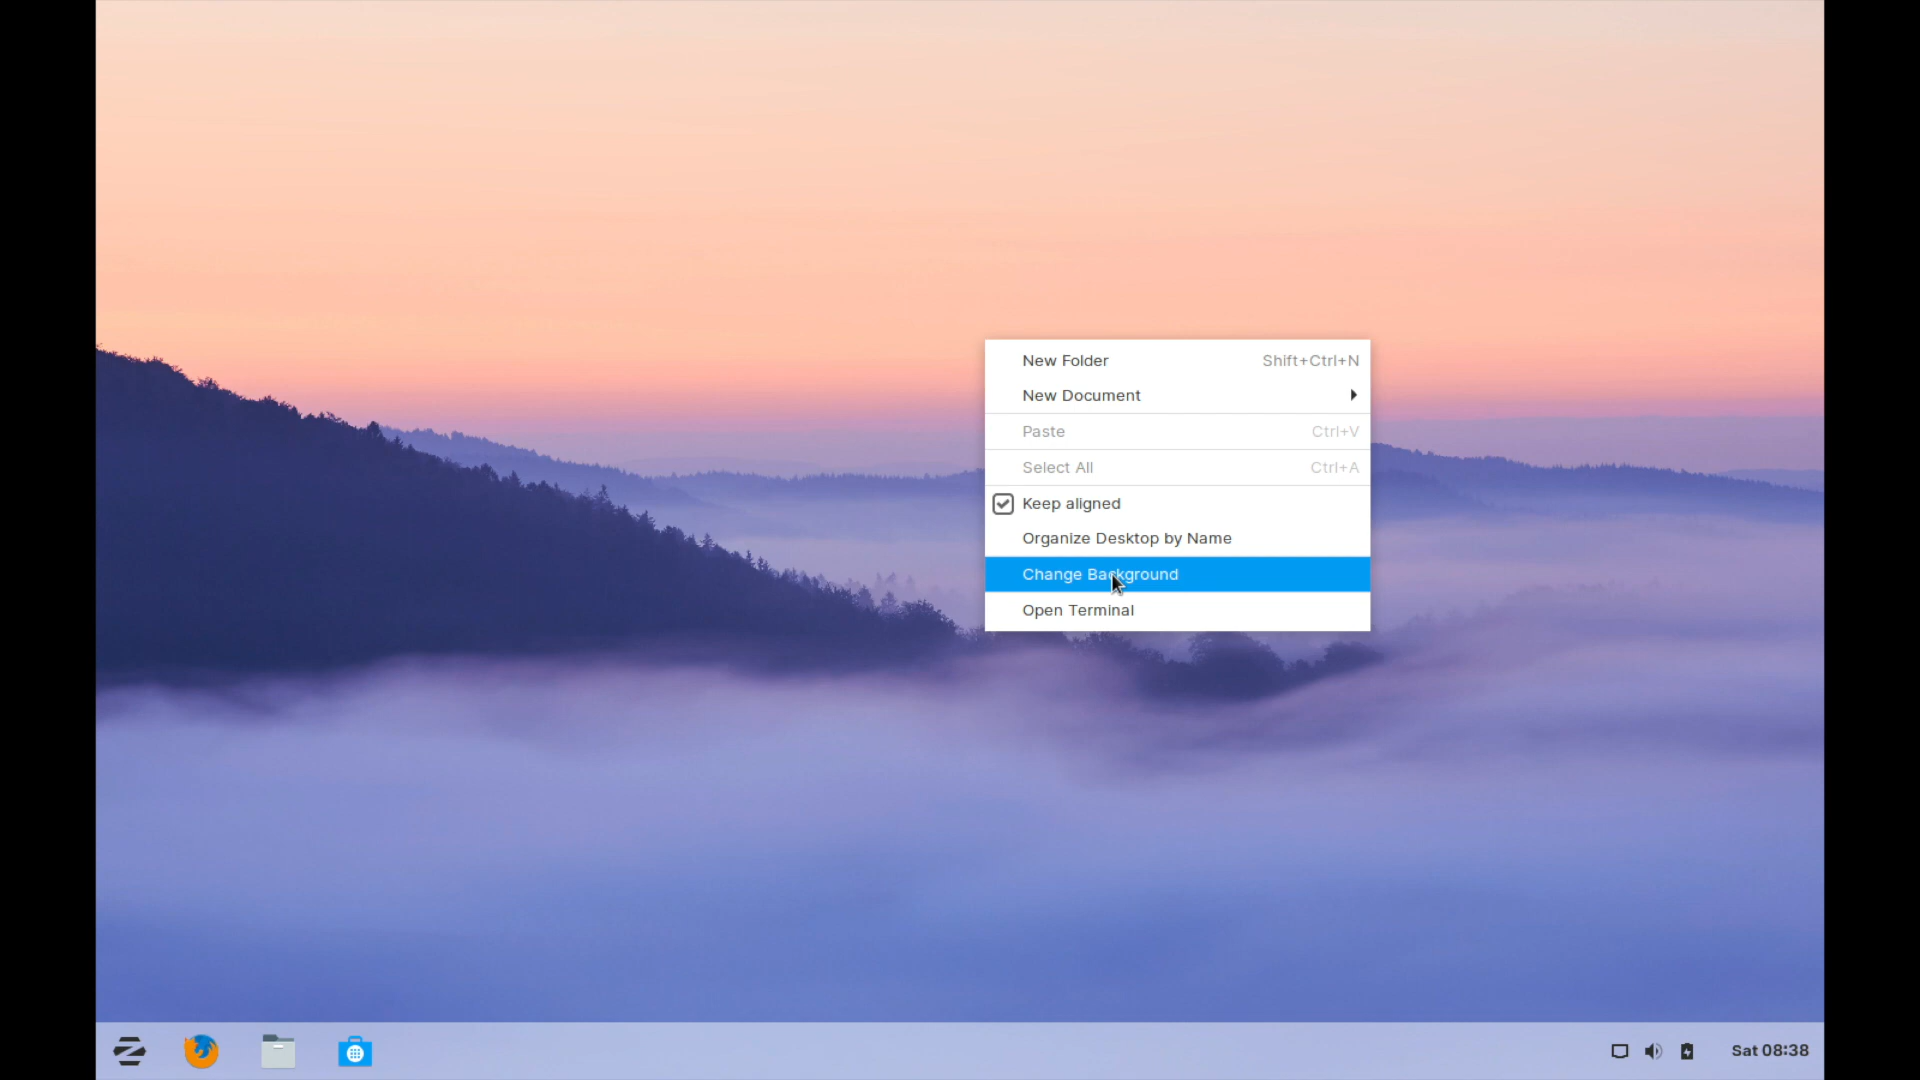 New Folder Shift+Ctrl+N
New Document
Paste Ctrl+V
Select All Ctrl+A
Keep aligned
Organize Desktop by Name
Change Background
Open Terminal
Sat 08:38